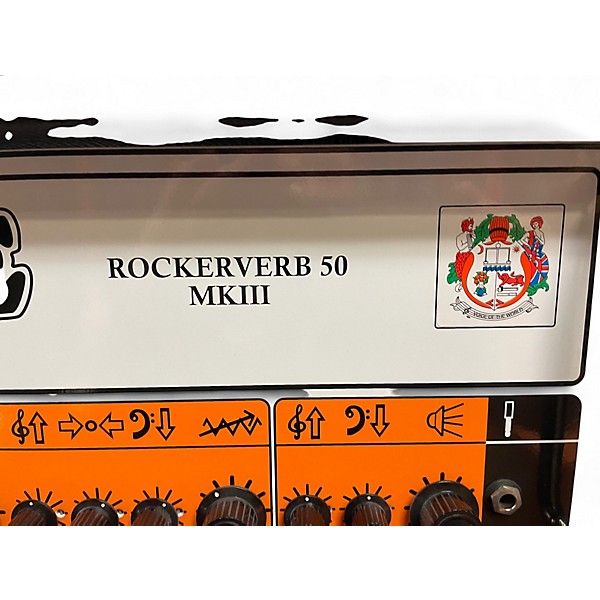 ROCKERVERB 50
MKIII
VOICE OF THE WORLD